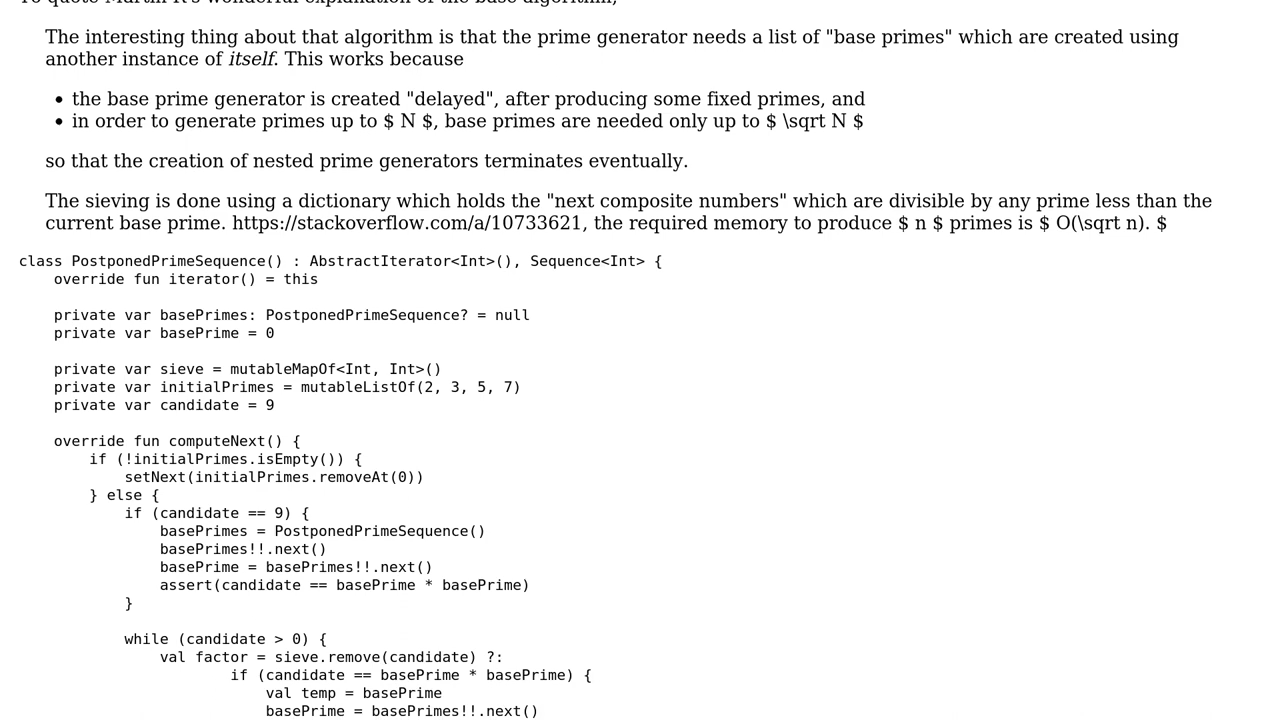 To quote Martin R's wonderful explanation of the base algorithm,
The interesting thing about that algorithm is that the prime generator needs a list of "base primes" which are created using
another instance of itself. This works because
• the base prime generator is created "delayed", after producing some fixed primes, and
• in order to generate primes up to $ N $, base primes are needed only up to $ \sqrt N $
so that the creation of nested prime generators terminates eventually.
The sieving is done using a dictionary which holds the "next composite numbers" which are divisible by any prime less than the
current base prime. https://stackoverflow.com/a/10733621, the required memory to produce $ n $ primes is $ O(\sqrt n). $
class PostponedPrimeSequence() : AbstractIterator<Int>(), Sequence<Int> {
    override fun iterator() = this
    private var basePrimes: PostponedPrimeSequence? = null
    private var basePrime = 0
    private var sieve = mutableMapOf<Int, Int>()
    private var initialPrimes = mutableListOf(2, 3, 5, 7)
    private var candidate = 9
    override fun computeNext() {
        if (!initialPrimes.isEmpty()) {
            setNext(initialPrimes.removeAt(0))
        } else {
            if (candidate == 9) {
                basePrimes = PostponedPrimeSequence()
                basePrimes!!.next()
                basePrime = basePrimes!!.next()
                assert(candidate == basePrime * basePrime)
            }
            while (candidate > 0) {
                val factor = sieve.remove(candidate) ?:
                        if (candidate == basePrime * basePrime) {
                            val temp = basePrime
                            basePrime = basePrimes!!.next()